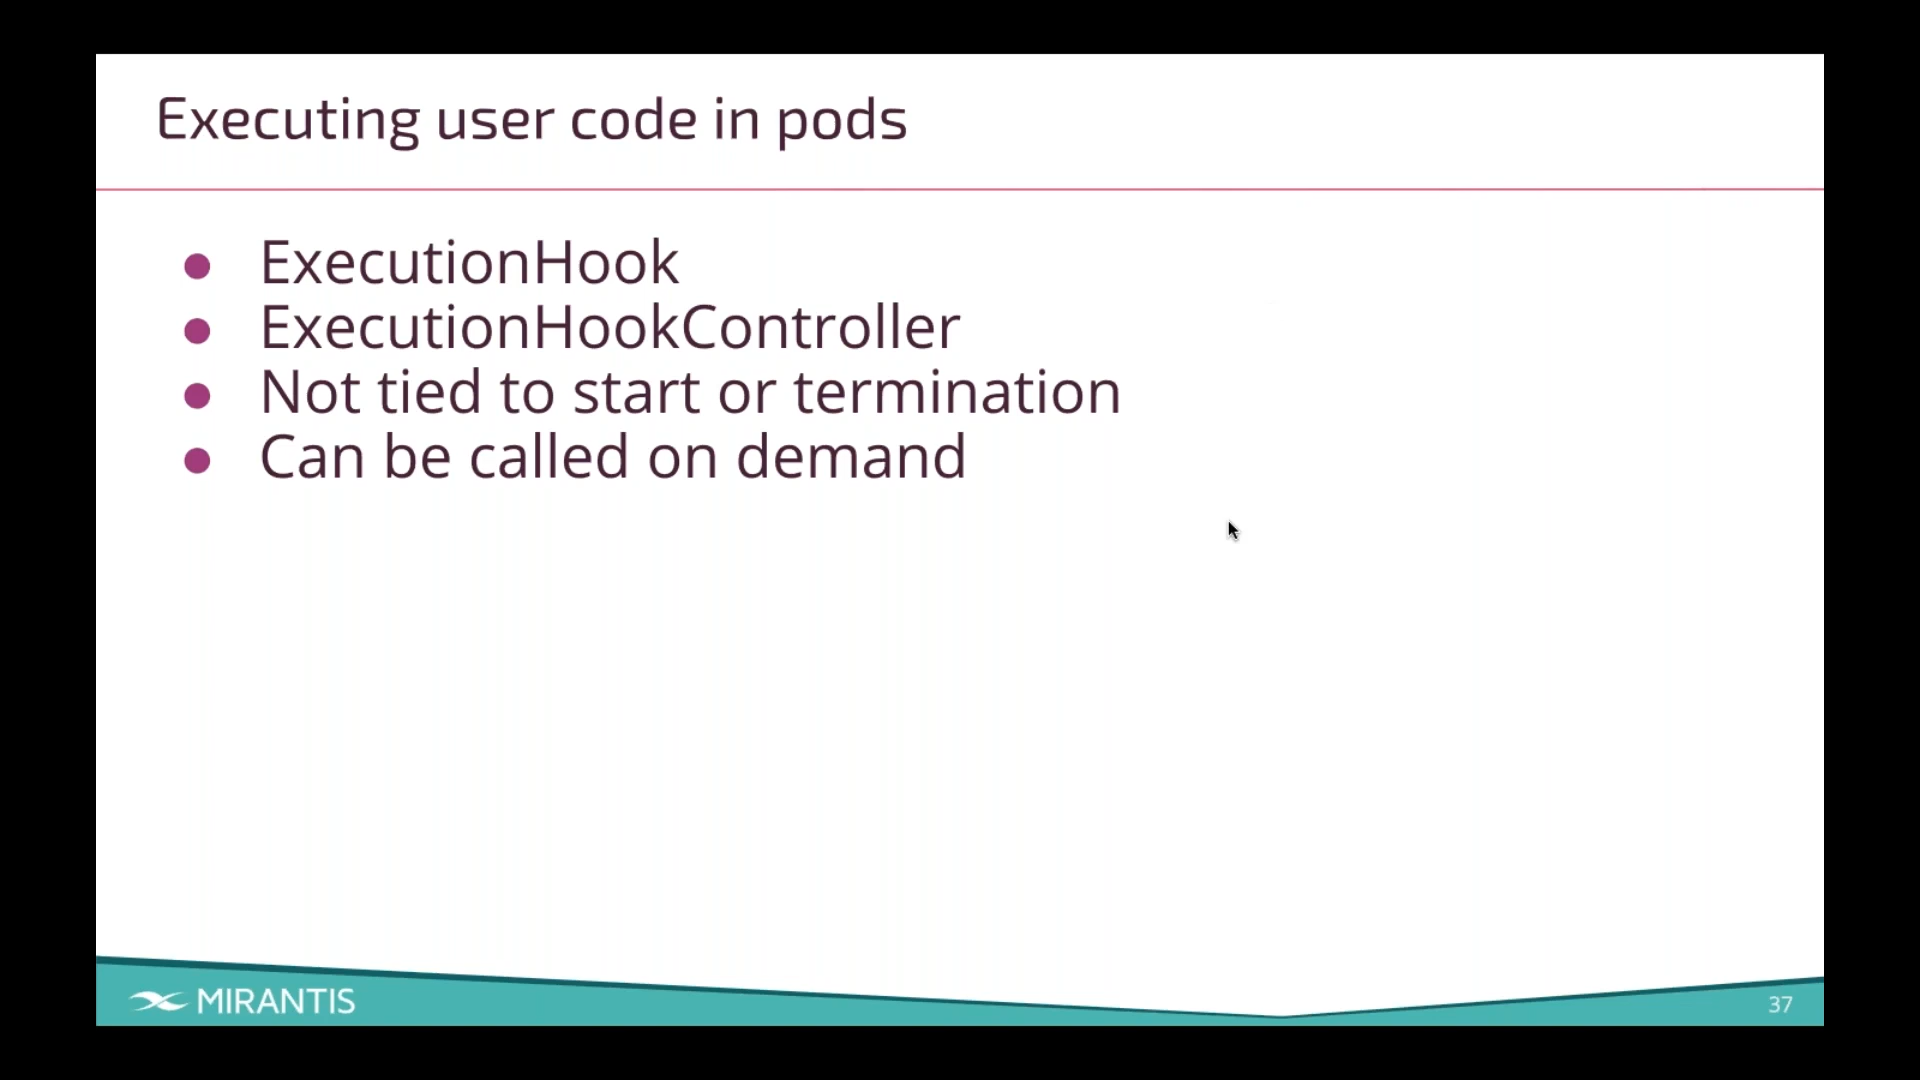 Executing user code in pods
ExecutionHook
ExecutionHookController
Not tied to start or termination
Can be called on demand
MIRANTIS
37